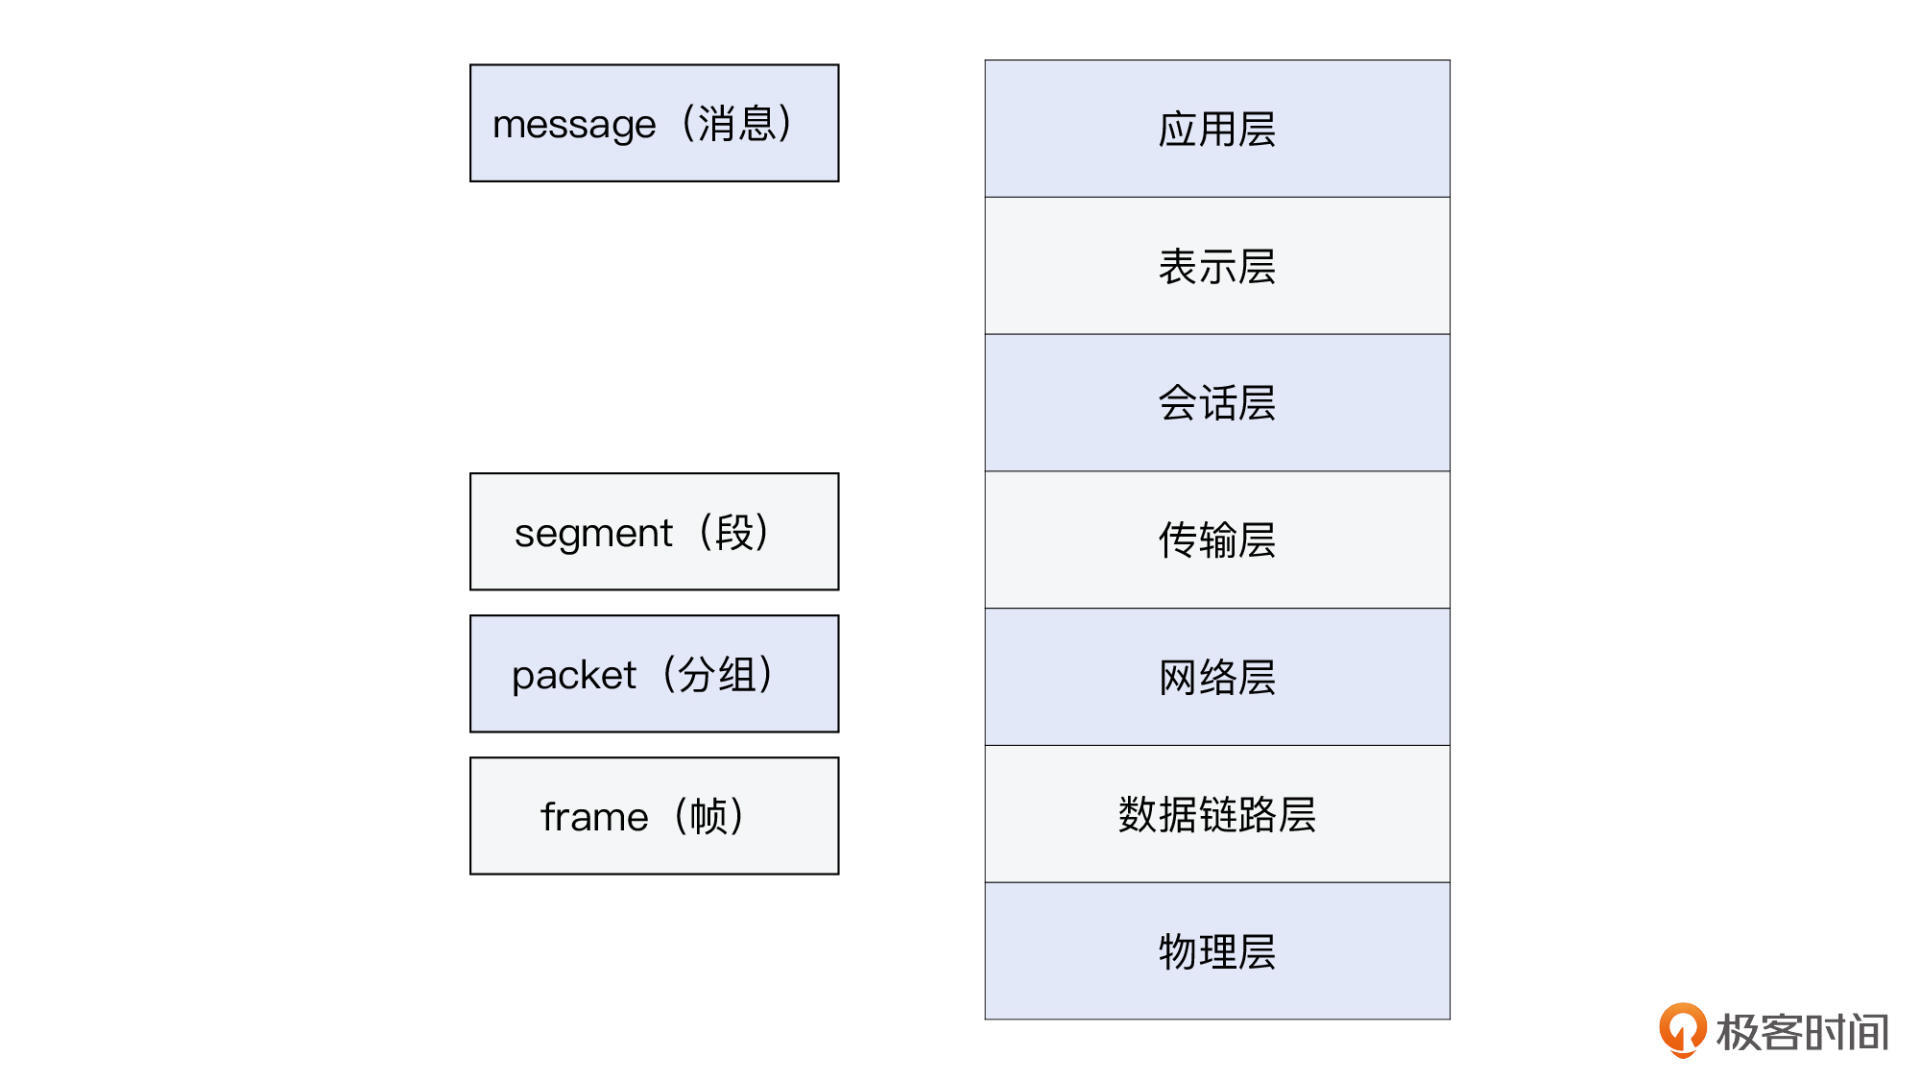 message（消息）
应用层
表示层
会话层
segment（段）
传输层
packet（分组）
网络层
frame（帧）
数据链路层
物理层
极客时间